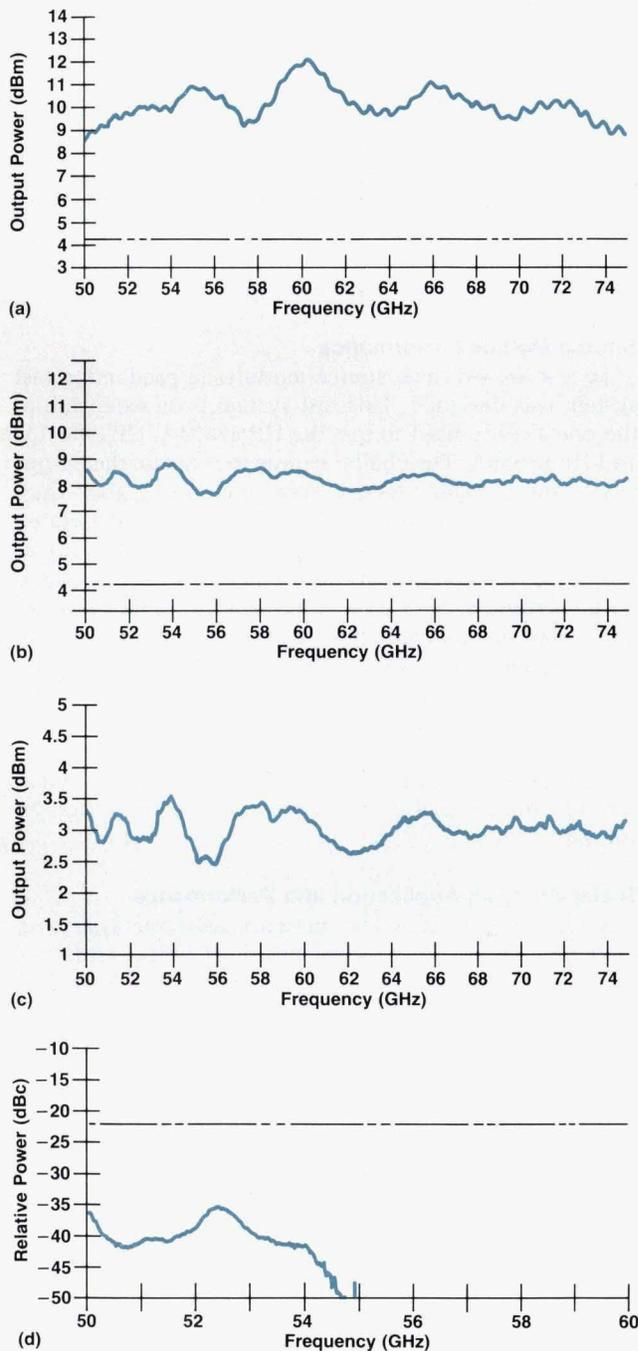 Output Power (dBm)
14
13
12
11
10
9
8
7
6
5
4
3
50 52 54 56 58 60 62 64 66 68 70 72 74
(a)
Frequency (GHz)
Output Power (dBm)
12
11
10
9
8
7
6
5
4
50 52 54 56 58 60 62 64 66 68 70 72 74
(b)
Frequency (GHz)
Output Power (dBm)
5
4.5
4
3.5
3
2.5
2
1.5
1
50 52 54 56 58 60 62 64 66 68 70 72 74
(c)
Frequency (GHz)
Relative Power (dBc)
−10
−15
−20
−25
−30
−35
−40
−45
−50
50 52 54 56 58 60
(d)
Frequency (GHz)